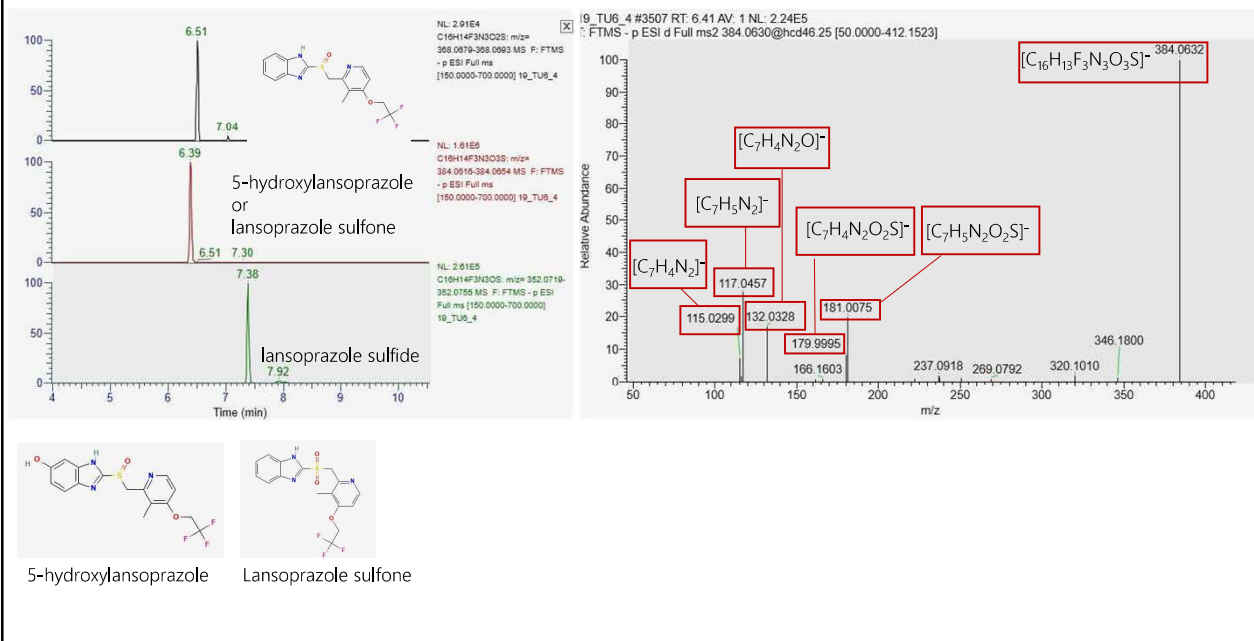 6.51
100
50
0
7.04
NL: 2.91E4
C16H14F3N3O2S: m/z=
368.0679-368.0693 MS F: FTMS
- p ESI Full ms
[150.0000-700.0000] 19_TU6_4
N
H
N
S
O
N
O
F
F
F
6.39
100
50
0
6.51
7.30
5-hydroxylansoprazole
or
lansoprazole sulfone
NL: 1.61E6
C16H14F3N3O3S: m/z=
384.0616-384.0654 MS F: FTMS
- p ESI Full ms
[150.0000-700.0000] 19_TU6_4
7.38
100
50
0
lansoprazole sulfide
7.92
NL: 2.61E5
C16H14F3N3OS: m/z= 352.0719-
352.0755 MS F: FTMS - p ESI
Full ms [150.0000-700.0000]
19_TU6_4
4 5 6 7 8 9 10
Time (min)
19_TU6_4 #3507 RT: 6.41 AV: 1 NL: 2.24E5
: FTMS - p ESI d Full ms2 384.0630@hcd46.25 [50.0000-412.1523]
Relative Abundance
100
90
80
70
60
50
40
30
20
10
0
[C16H13F3N3O3S]-
384.0632
[C7H4N2O]-
[C7H5N2]-
[C7H4N2O2S]-
[C7H5N2O2S]-
[C7H4N2]-
117.0457
115.0299
132.0328
181.0075
179.9995
166.1603
237.0918
269.0792
320.1010
346.1800
50 100 150 200 250 300 350 400
m/z
H
O
H
N
N
S
O
N
O
F
F
F
H
N
N
S
O
O
N
O
F
F
F
5-hydroxylansoprazole
Lansoprazole sulfone